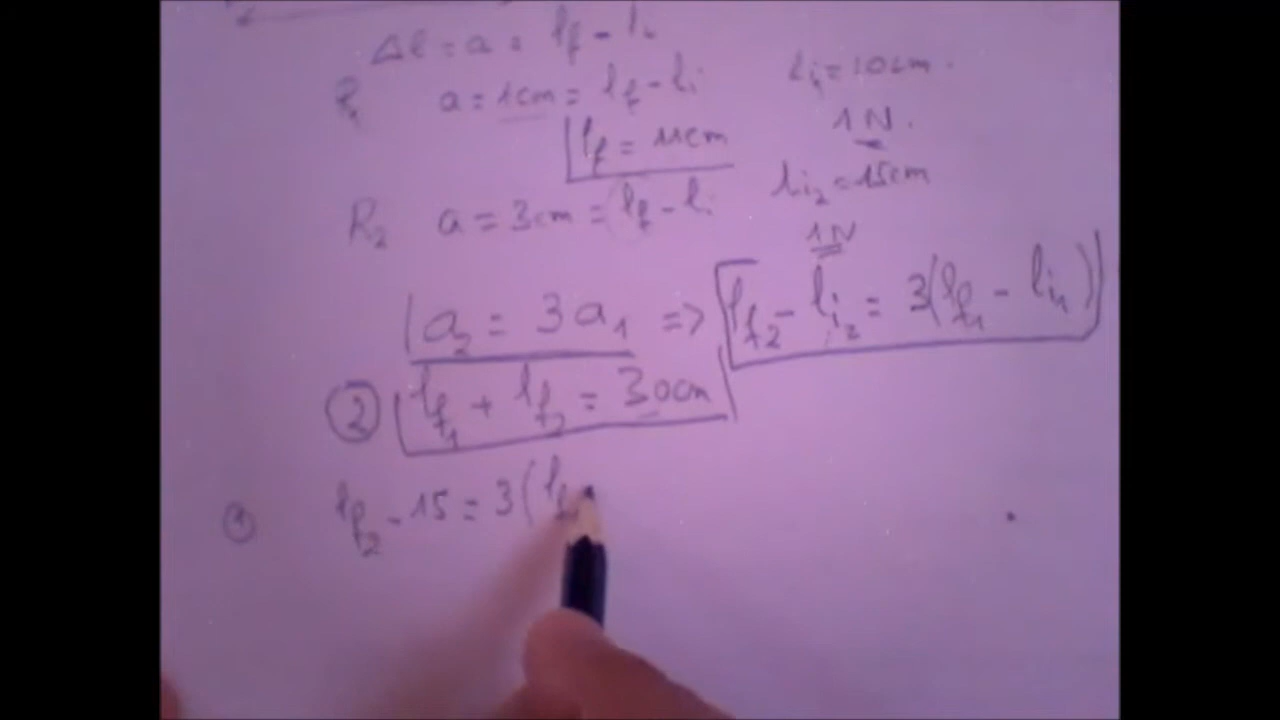 Δl = a = lf - li
R1 a = 1cm = lf - li li1 = 10cm.
lf = 11cm 1N.
R2 a = 3cm = lf - li li2 = 15cm
1N
a2 = 3a1 => lf2 - li2 = 3(lf1 - li1)
② lf1 + lf2 = 30cm
① lf2 - 15 = 3(lf1